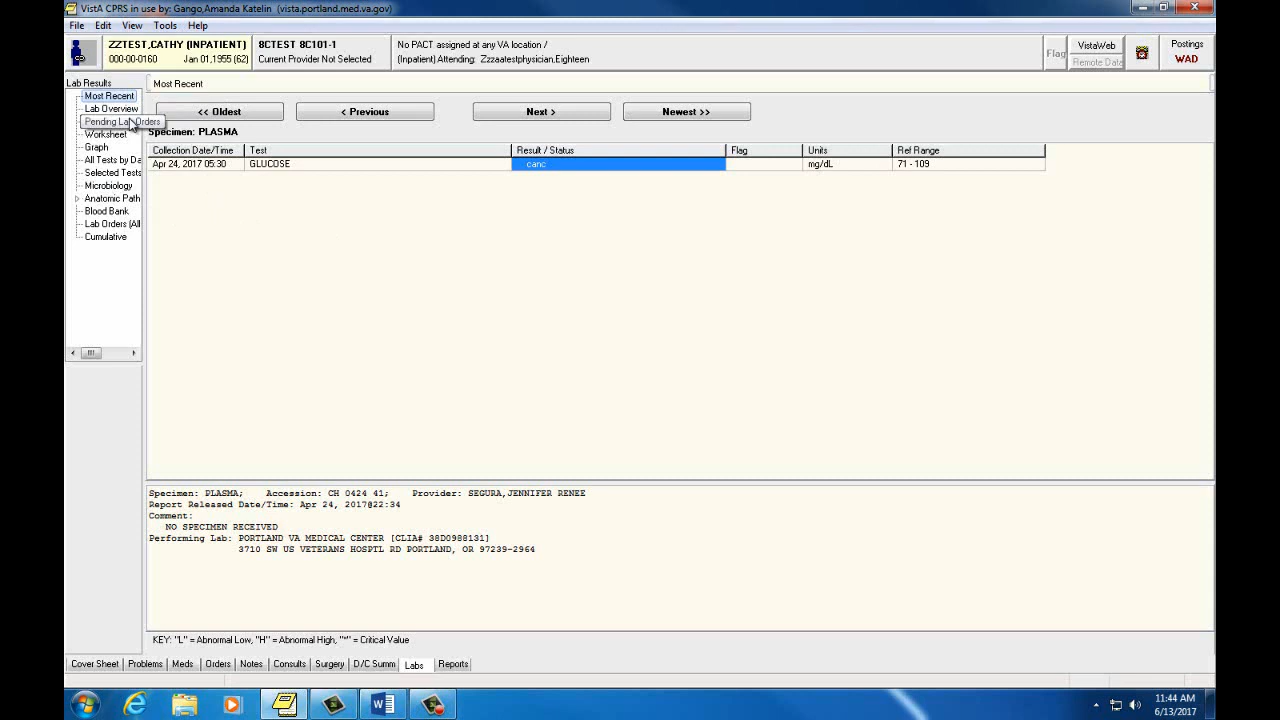 VistA CPRS in use by: Gango,Amanda Katelin (vista.portland.med.va.gov)
File Edit View Tools Help
ZZTEST,CATHY (INPATIENT)
000-00-0160 Jan 01,1955 (62)
8CTEST 8C101-1
Current Provider Not Selected
No PACT assigned at any VA location /
(Inpatient) Attending: Zzzaatestphysician,Eighteen
Flag
VistaWeb
Remote Data
Postings
WAD
Lab Results
Most Recent
Lab Overview
Pending Lab Orders
Worksheet
Graph
All Tests by Da
Selected Tests
Microbiology
Anatomic Path
Blood Bank
Lab Orders (All
Cumulative
Most Recent
<< Oldest < Previous Next > Newest >>
Specimen: PLASMA
Collection Date/Time Test Result / Status Flag Units Ref Range
Apr 24, 2017 05:30 GLUCOSE canc mg/dL 71 - 109
Specimen: PLASMA; Accession: CH 0424 41; Provider: SEGURA,JENNIFER RENEE
Report Released Date/Time: Apr 24, 2017@22:34
Comment:
NO SPECIMEN RECEIVED
Performing Lab: PORTLAND VA MEDICAL CENTER [CLIA# 38D0988131]
3710 SW US VETERANS HOSPTL RD PORTLAND, OR 97239-2964
KEY: "L" = Abnormal Low, "H" = Abnormal High, "*" = Critical Value
Cover Sheet Problems Meds Orders Notes Consults Surgery D/C Summ Labs Reports
11:44 AM
6/13/2017